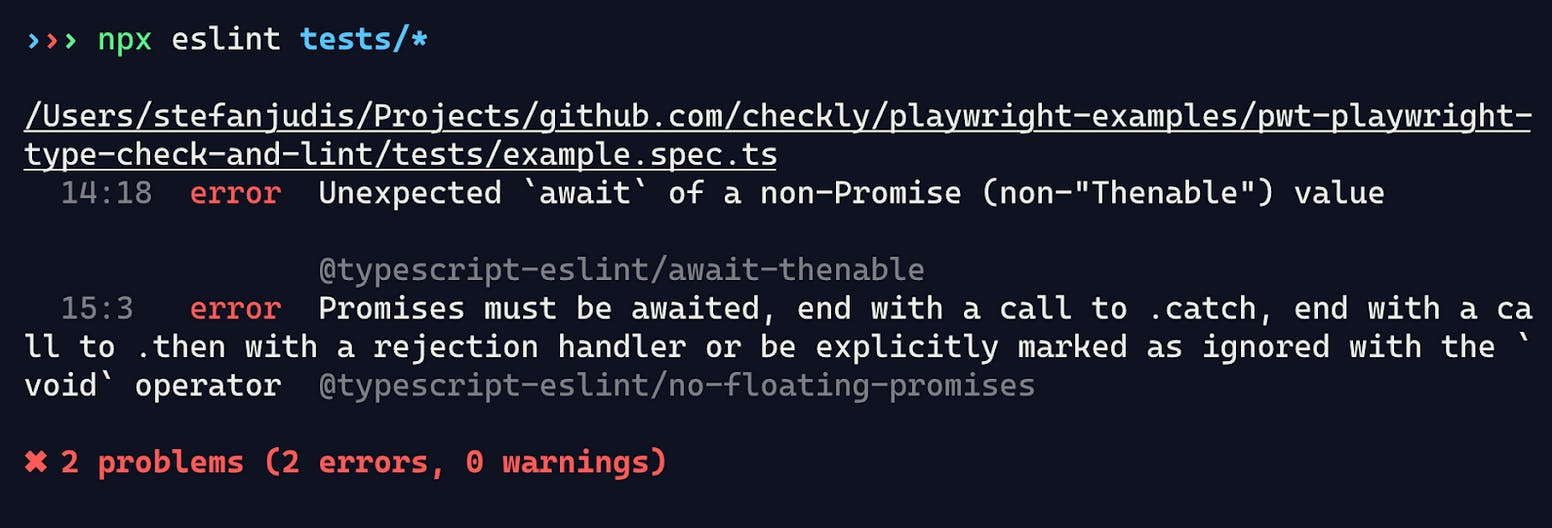 ››› npx eslint tests/*
/Users/stefanjudis/Projects/github.com/checkly/playwright-examples/pwt-playwright-
type-check-and-lint/tests/example.spec.ts
14:18 error Unexpected `await` of a non-Promise (non-"Thenable") value
@typescript-eslint/await-thenable
15:3 error Promises must be awaited, end with a call to .catch, end with a ca
ll to .then with a rejection handler or be explicitly marked as ignored with the `
void` operator @typescript-eslint/no-floating-promises
✖ 2 problems (2 errors, 0 warnings)